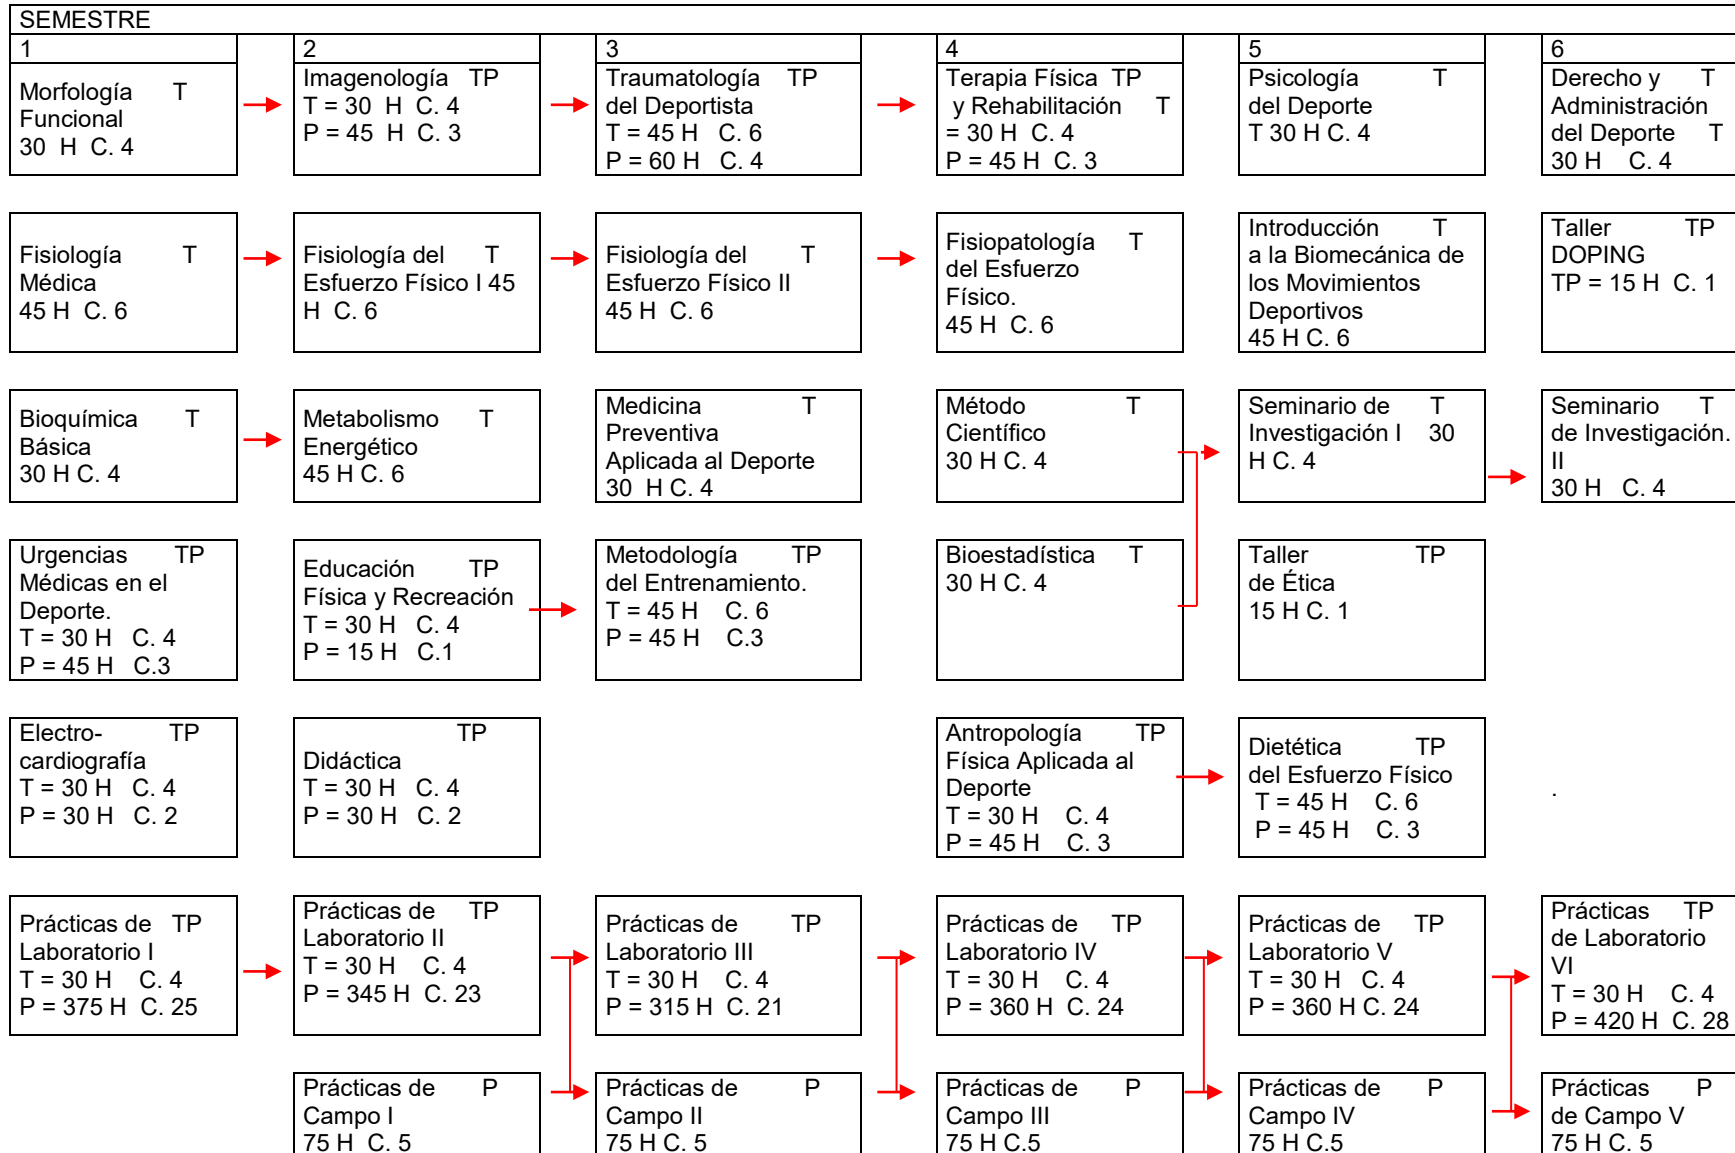 SEMESTRE
1
2
3
4
5
6
Morfología T
Funcional
30 H C. 4
Imagenología TP
T = 30 H C. 4
P = 45 H C. 3
Traumatología TP
del Deportista
T = 45 H C. 6
P = 60 H C. 4
Terapia Física TP
y Rehabilitación T
= 30 H C. 4
P = 45 H C. 3
Psicología T
del Deporte
T 30 H C. 4
Derecho y T
Administración
del Deporte T
30 H C. 4
Fisiología T
Médica
45 H C. 6
Fisiología del T
Esfuerzo Físico I 45
H C. 6
Fisiología del T
Esfuerzo Físico II
45 H C. 6
Fisiopatología T
del Esfuerzo
Físico.
45 H C. 6
Introducción T
a la Biomecánica de
los Movimientos
Deportivos
45 H C. 6
Taller TP
DOPING
TP = 15 H C. 1
Bioquímica T
Básica
30 H C. 4
Metabolismo T
Energético
45 H C. 6
Medicina T
Preventiva
Aplicada al Deporte
30 H C. 4
Método T
Científico
30 H C. 4
Seminario de T
Investigación I 30
H C. 4
Seminario T
de Investigación.
II
30 H C. 4
Urgencias TP
Médicas en el
Deporte.
T = 30 H C. 4
P = 45 H C.3
Educación TP
Física y Recreación
T = 30 H C. 4
P = 15 H C.1
Metodología TP
del Entrenamiento.
T = 45 H C. 6
P = 45 H C.3
Bioestadística T
30 H C. 4
Taller TP
de Ética
15 H C. 1
Electro- TP
cardiografía
T = 30 H C. 4
P = 30 H C. 2
TP
Didáctica
T = 30 H C. 4
P = 30 H C. 2
Antropología TP
Física Aplicada al
Deporte
T = 30 H C. 4
P = 45 H C. 3
Dietética TP
del Esfuerzo Físico
T = 45 H C. 6
P = 45 H C. 3
.
Prácticas de TP
Laboratorio I
T = 30 H C. 4
P = 375 H C. 25
Prácticas de TP
Laboratorio II
T = 30 H C. 4
P = 345 H C. 23
Prácticas de TP
Laboratorio III
T = 30 H C. 4
P = 315 H C. 21
Prácticas de TP
Laboratorio IV
T = 30 H C. 4
P = 360 H C. 24
Prácticas de TP
Laboratorio V
T = 30 H C. 4
P = 360 H C. 24
Prácticas TP
de Laboratorio
VI
T = 30 H C. 4
P = 420 H C. 28
Prácticas de P
Campo I
75 H C. 5
Prácticas de P
Campo II
75 H C. 5
Prácticas de P
Campo III
75 H C.5
Prácticas de P
Campo IV
75 H C.5
Prácticas P
de Campo V
75 H C. 5